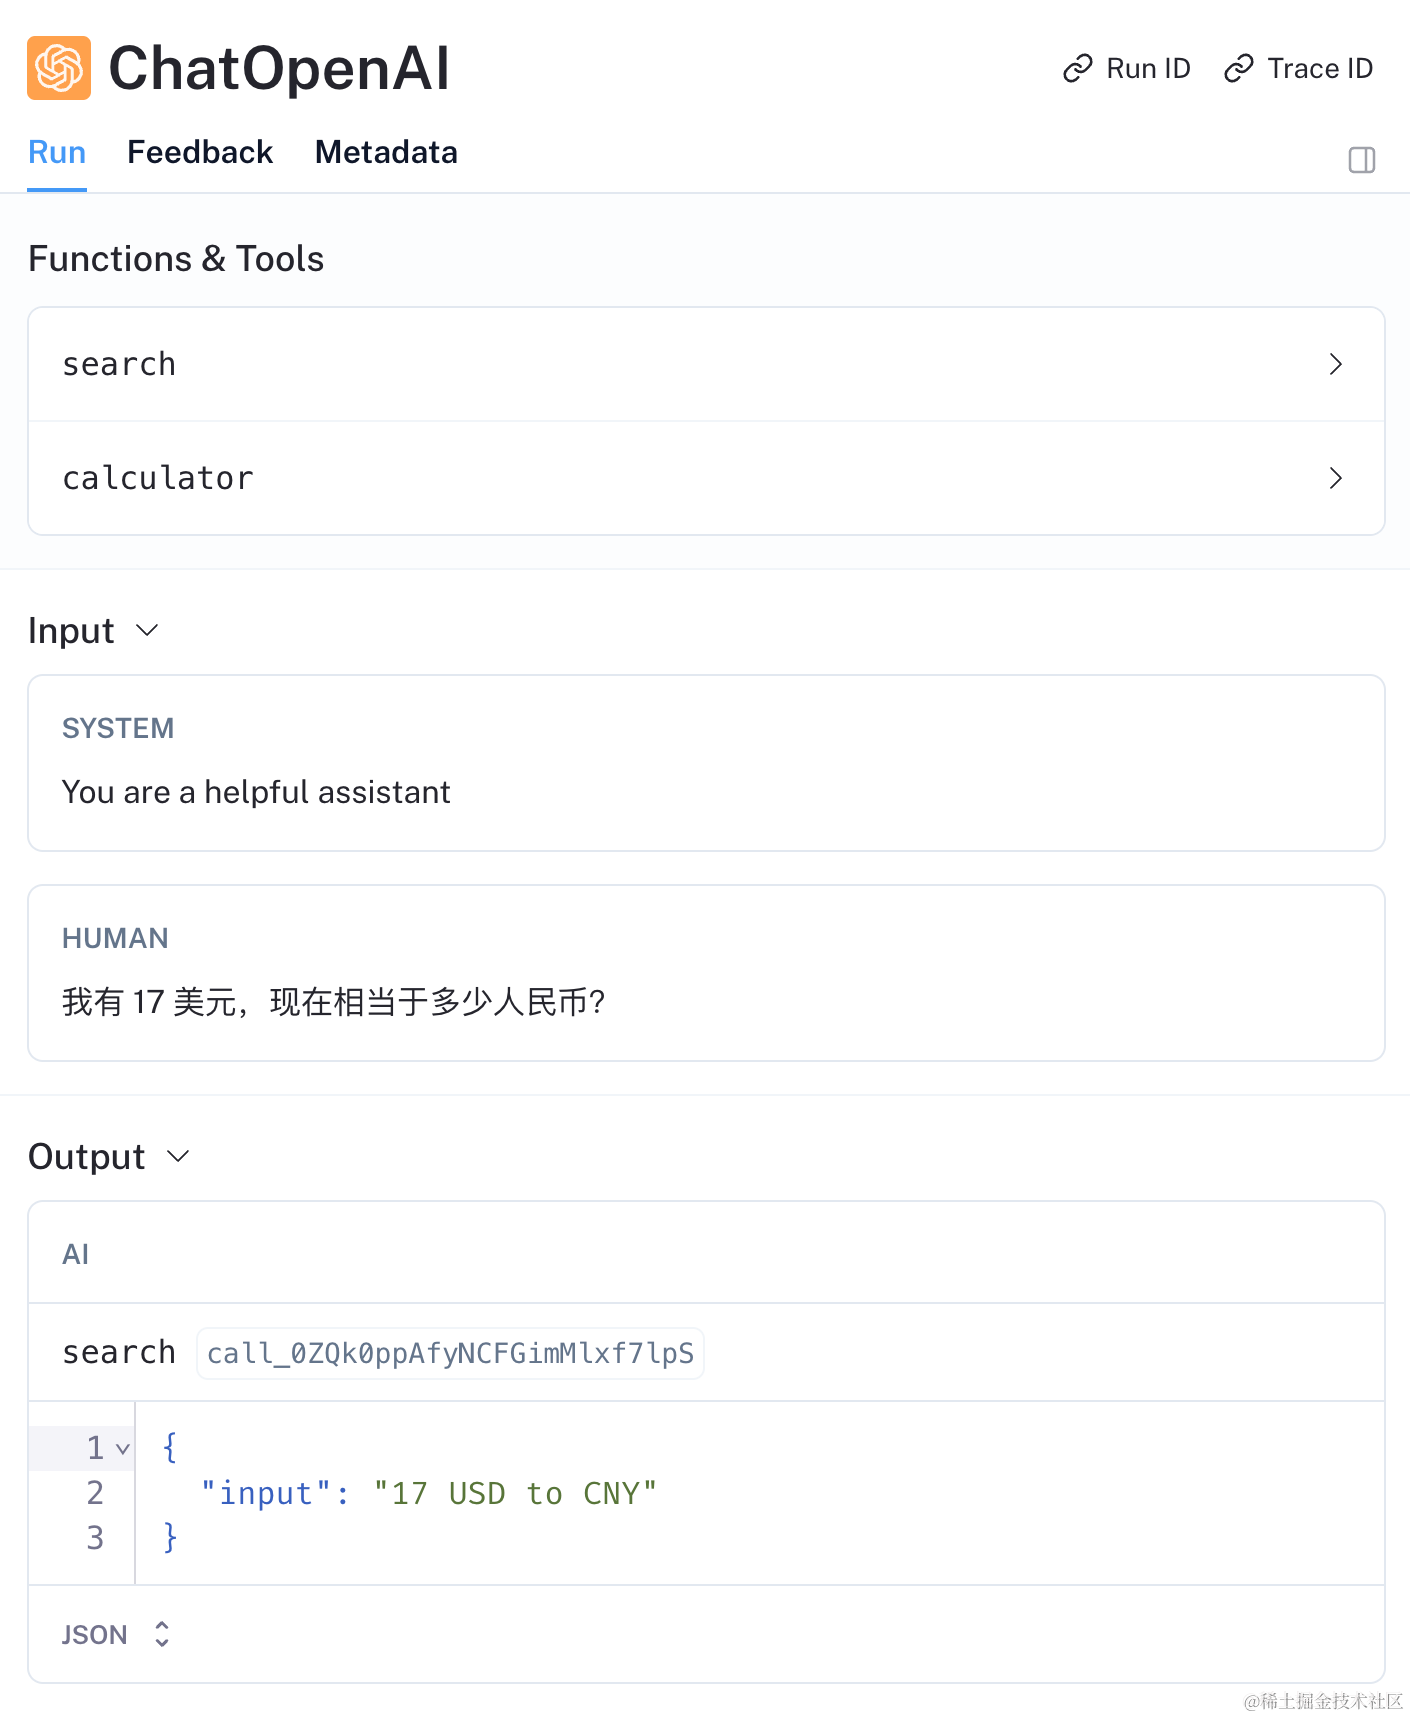 ChatOpenAI
Run ID
Trace ID
Run
Feedback
Metadata
Functions & Tools
search
calculator
Input
SYSTEM
You are a helpful assistant
HUMAN
我有 17 美元，现在相当于多少人民币？
Output
AI
search call_0ZQk0ppAfyNCFGimMlxf7lpS
1 {
2 "input": "17 USD to CNY"
3 }
JSON
@稀土掘金技术社区